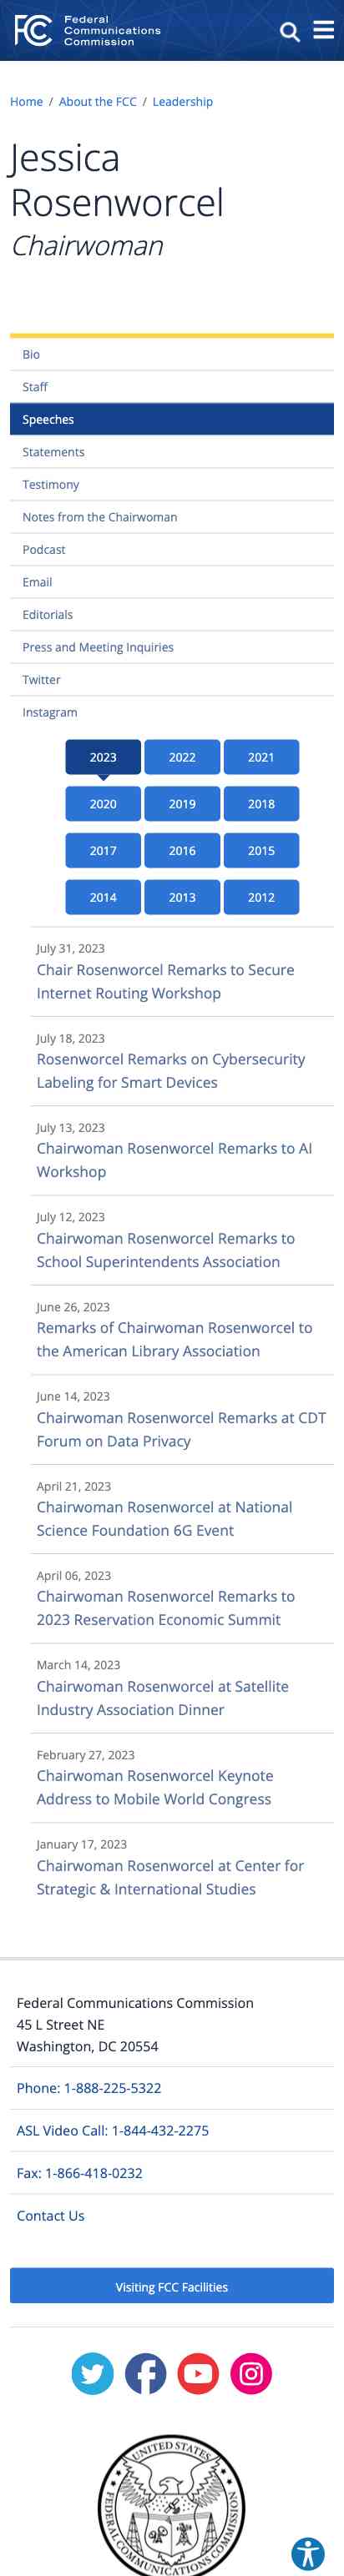 FC Federal
Communications
Commission
Home / About the FCC / Leadership
Jessica
Rosenworcel
Chairwoman
Bio
Staff
Speeches
Statements
Testimony
Notes from the Chairwoman
Podcast
Email
Editorials
Press and Meeting Inquiries
Twitter
Instagram
2023 2022 2021
2020 2019 2018
2017 2016 2015
2014 2013 2012
July 31, 2023
Chair Rosenworcel Remarks to Secure
Internet Routing Workshop
July 18, 2023
Rosenworcel Remarks on Cybersecurity
Labeling for Smart Devices
July 13, 2023
Chairwoman Rosenworcel Remarks to AI
Workshop
July 12, 2023
Chairwoman Rosenworcel Remarks to
School Superintendents Association
June 26, 2023
Remarks of Chairwoman Rosenworcel to
the American Library Association
June 14, 2023
Chairwoman Rosenworcel Remarks at CDT
Forum on Data Privacy
April 21, 2023
Chairwoman Rosenworcel at National
Science Foundation 6G Event
April 06, 2023
Chairwoman Rosenworcel Remarks to
2023 Reservation Economic Summit
March 14, 2023
Chairwoman Rosenworcel at Satellite
Industry Association Dinner
February 27, 2023
Chairwoman Rosenworcel Keynote
Address to Mobile World Congress
January 17, 2023
Chairwoman Rosenworcel at Center for
Strategic & International Studies
Federal Communications Commission
45 L Street NE
Washington, DC 20554
Phone: 1-888-225-5322
ASL Video Call: 1-844-432-2275
Fax: 1-866-418-0232
Contact Us
Visiting FCC Facilities
UNITED STATES
FEDERAL COMMUNICATIONS COMMISSION